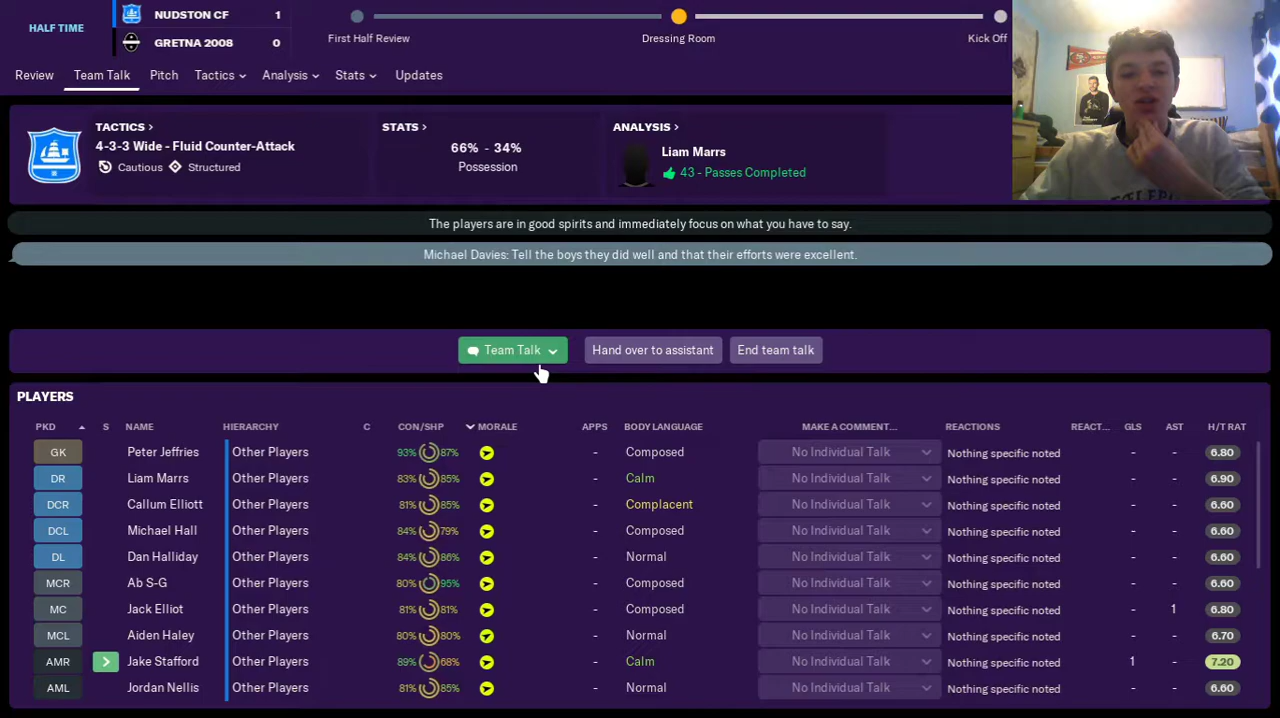 HALF TIME
NUDSTON CF 1
GRETNA 2008 0
First Half Review
Dressing Room
Kick Off
Review Team Talk Pitch Tactics Analysis Stats Updates
TACTICS >
4-3-3 Wide - Fluid Counter-Attack
Cautious Structured
STATS >
66% - 34%
Possession
ANALYSIS >
Liam Marrs
43 - Passes Completed
The players are in good spirits and immediately focus on what you have to say.
Michael Davies: Tell the boys they did well and that their efforts were excellent.
Team Talk Hand over to assistant End team talk
PLAYERS
PKD S NAME HIERARCHY C CON/SHP MORALE APPS BODY LANGUAGE MAKE A COMMENT... REACTIONS REACT... GLS AST H/T RAT
GK Peter Jeffries Other Players 93% 87% - Composed No Individual Talk Nothing specific noted - - 6.80
DR Liam Marrs Other Players 83% 85% - Calm No Individual Talk Nothing specific noted - - 6.90
DCR Callum Elliott Other Players 81% 85% - Complacent No Individual Talk Nothing specific noted - - 6.60
DCL Michael Hall Other Players 84% 79% - Composed No Individual Talk Nothing specific noted - - 6.60
DL Dan Halliday Other Players 84% 86% - Normal No Individual Talk Nothing specific noted - - 6.60
MCR Ab S-G Other Players 80% 95% - Composed No Individual Talk Nothing specific noted - - 6.60
MC Jack Elliot Other Players 81% 81% - Composed No Individual Talk Nothing specific noted - 1 6.80
MCL Aiden Haley Other Players 80% 80% - Normal No Individual Talk Nothing specific noted - - 6.70
AMR Jake Stafford Other Players 89% 68% - Calm No Individual Talk Nothing specific noted 1 - 7.20
AML Jordan Nellis Other Players 81% 85% - Normal No Individual Talk Nothing specific noted - - 6.60